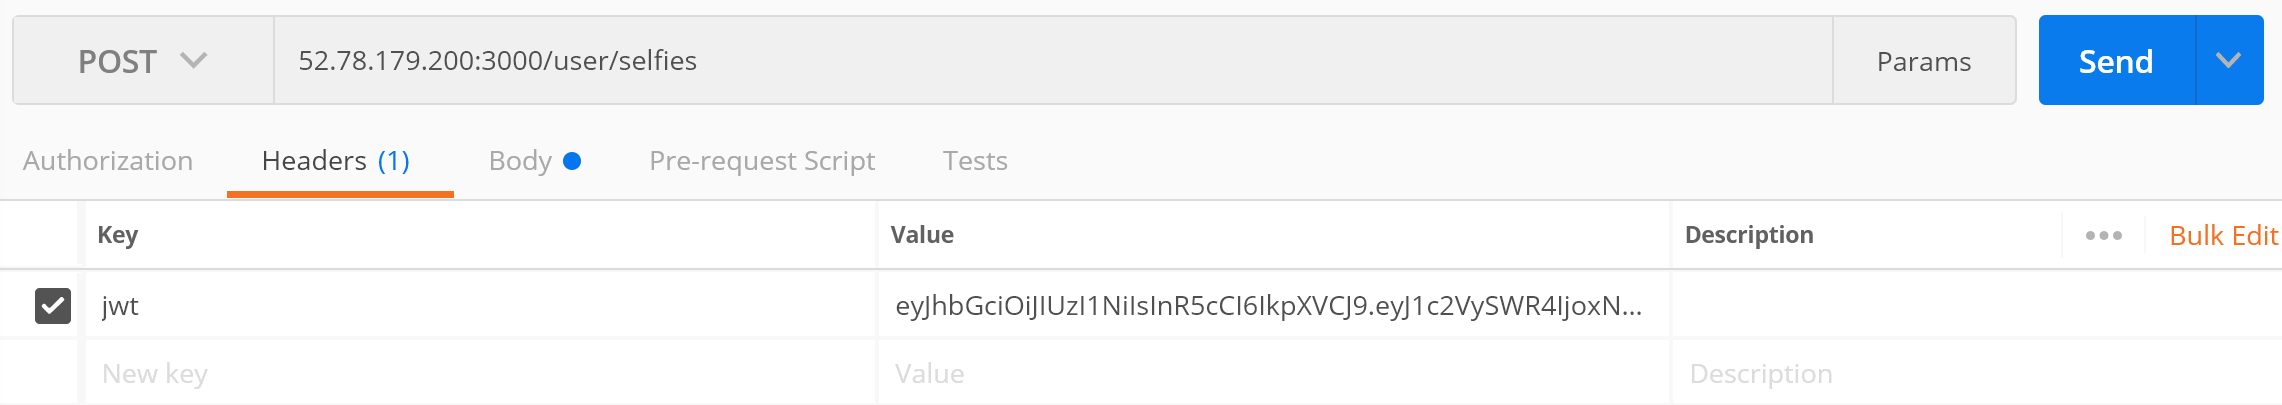 POST 52.78.179.200:3000/user/selfies Params Send
Authorization Headers (1) Body Pre-request Script Tests
Key Value Description Bulk Edit
jwt eyJhbGciOiJIUzI1NiIsInR5cCI6IkpXVCJ9.eyJ1c2VySWR4IjoxN...
New key Value Description